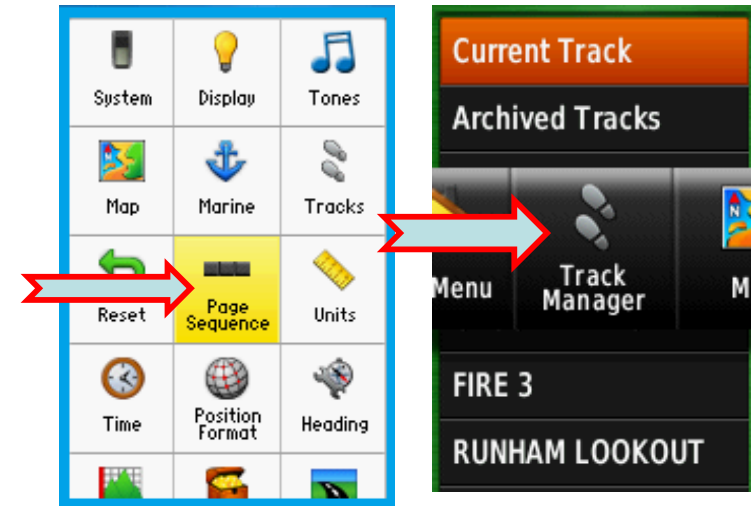 System Display Tones
Map Marine Tracks
Reset Page Sequence Units
Time Position Format Heading
Current Track
Archived Tracks
Menu Track Manager M
N
FIRE 3
RUNHAM LOOKOUT